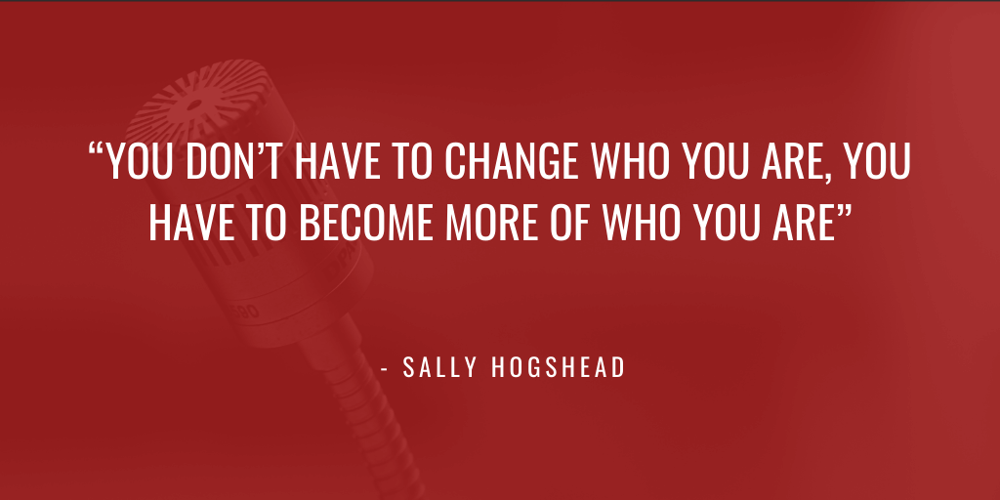 “YOU DON’T HAVE TO CHANGE WHO YOU ARE, YOU
HAVE TO BECOME MORE OF WHO YOU ARE”
- SALLY HOGSHEAD